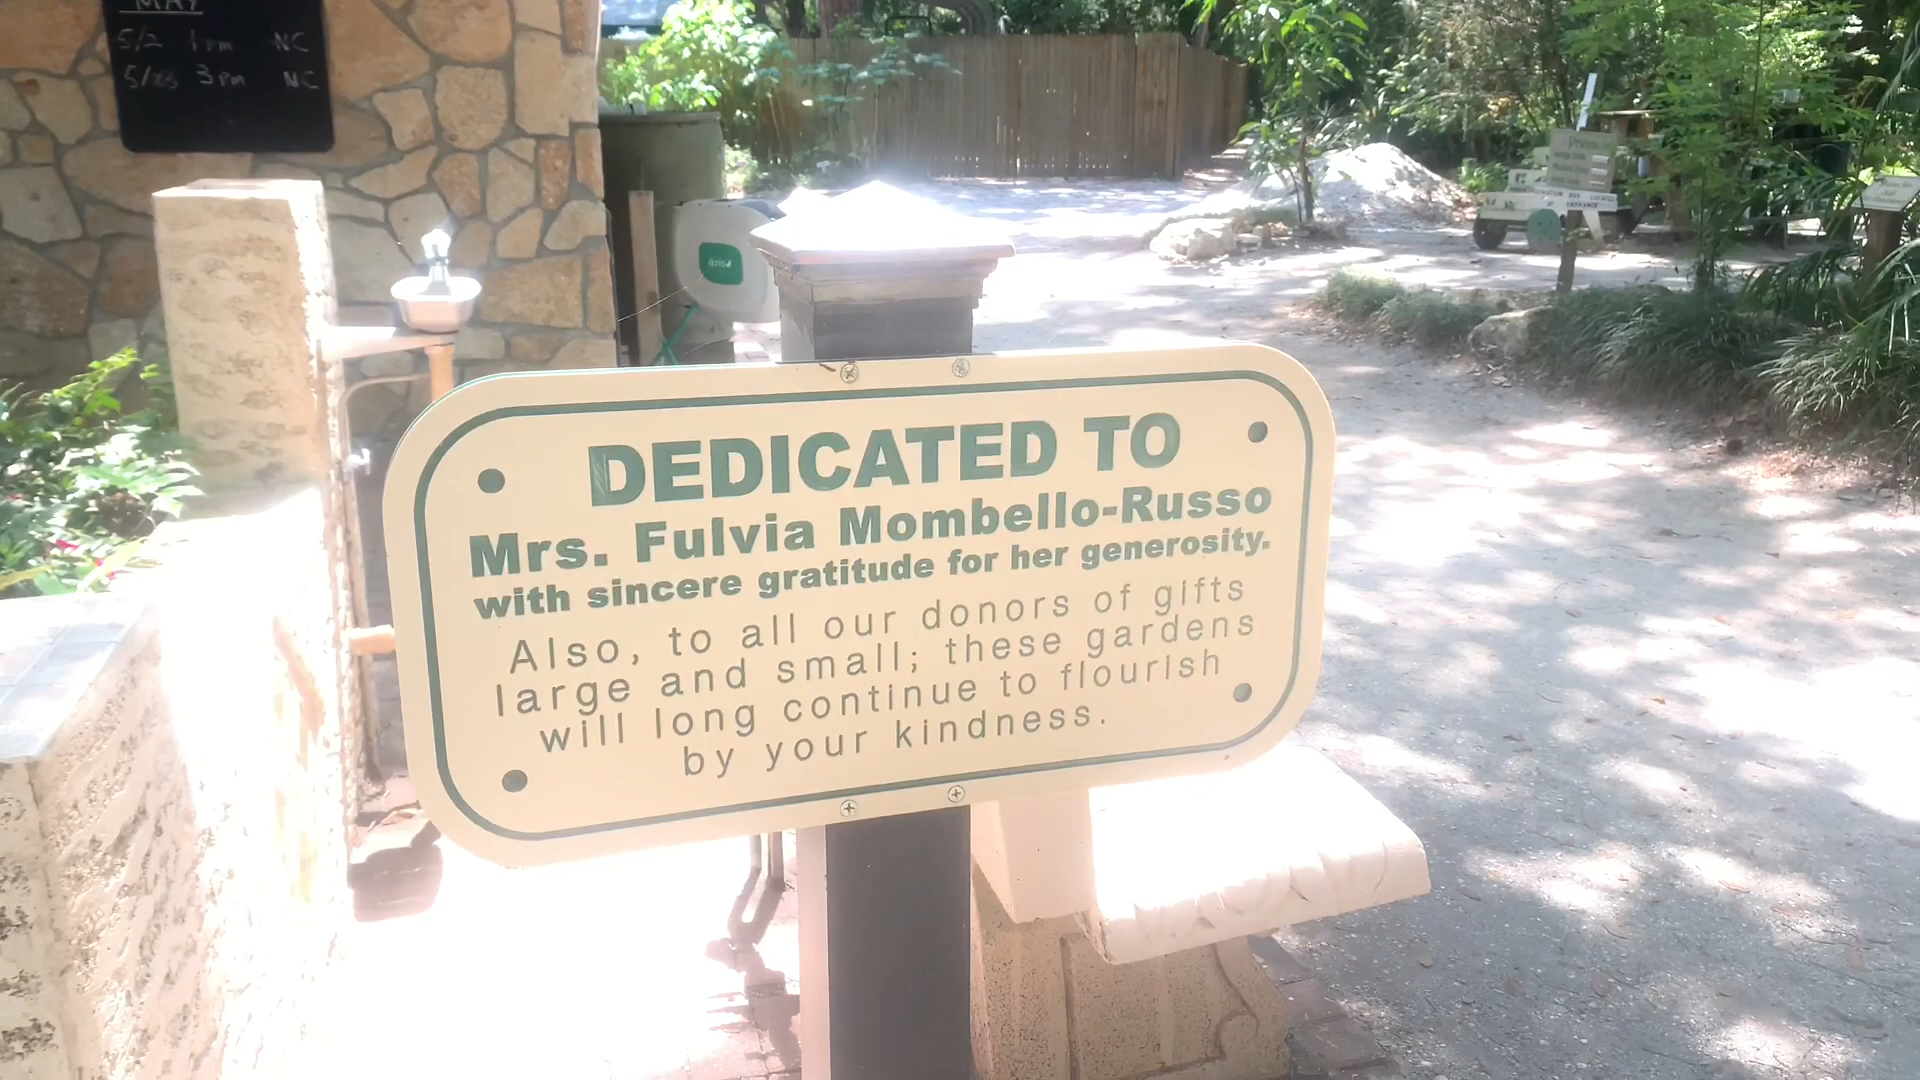 MAY
5/2 1pm NC
3pm NC
DEDICATED TO
Mrs. Fulvia Mombello-Russo
with sincere gratitude for her generosity.
Also, to all our donors of gifts
large and small; these gardens
will long continue to flourish
by your kindness.
ENTRANCE